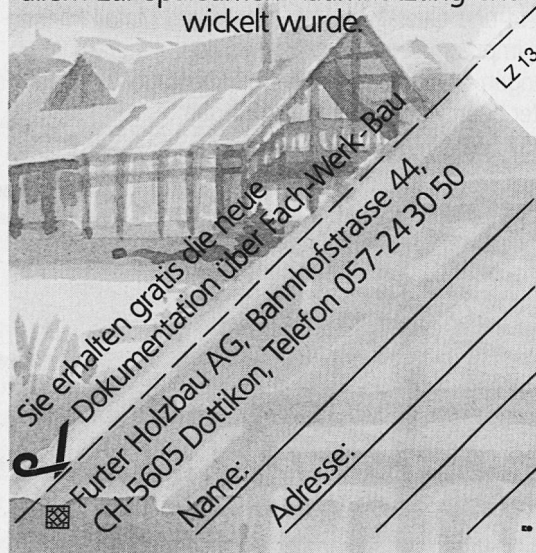 wickelt wurde.
LZ 13
Sie erhalten gratis die neue
Dokumentation über Fach-Werk-Bau
Furter Holzbau AG, Bahnhofstrasse 44,
CH-5605 Dottikon, Telefon 057-24 30 50
Name:
Adresse: